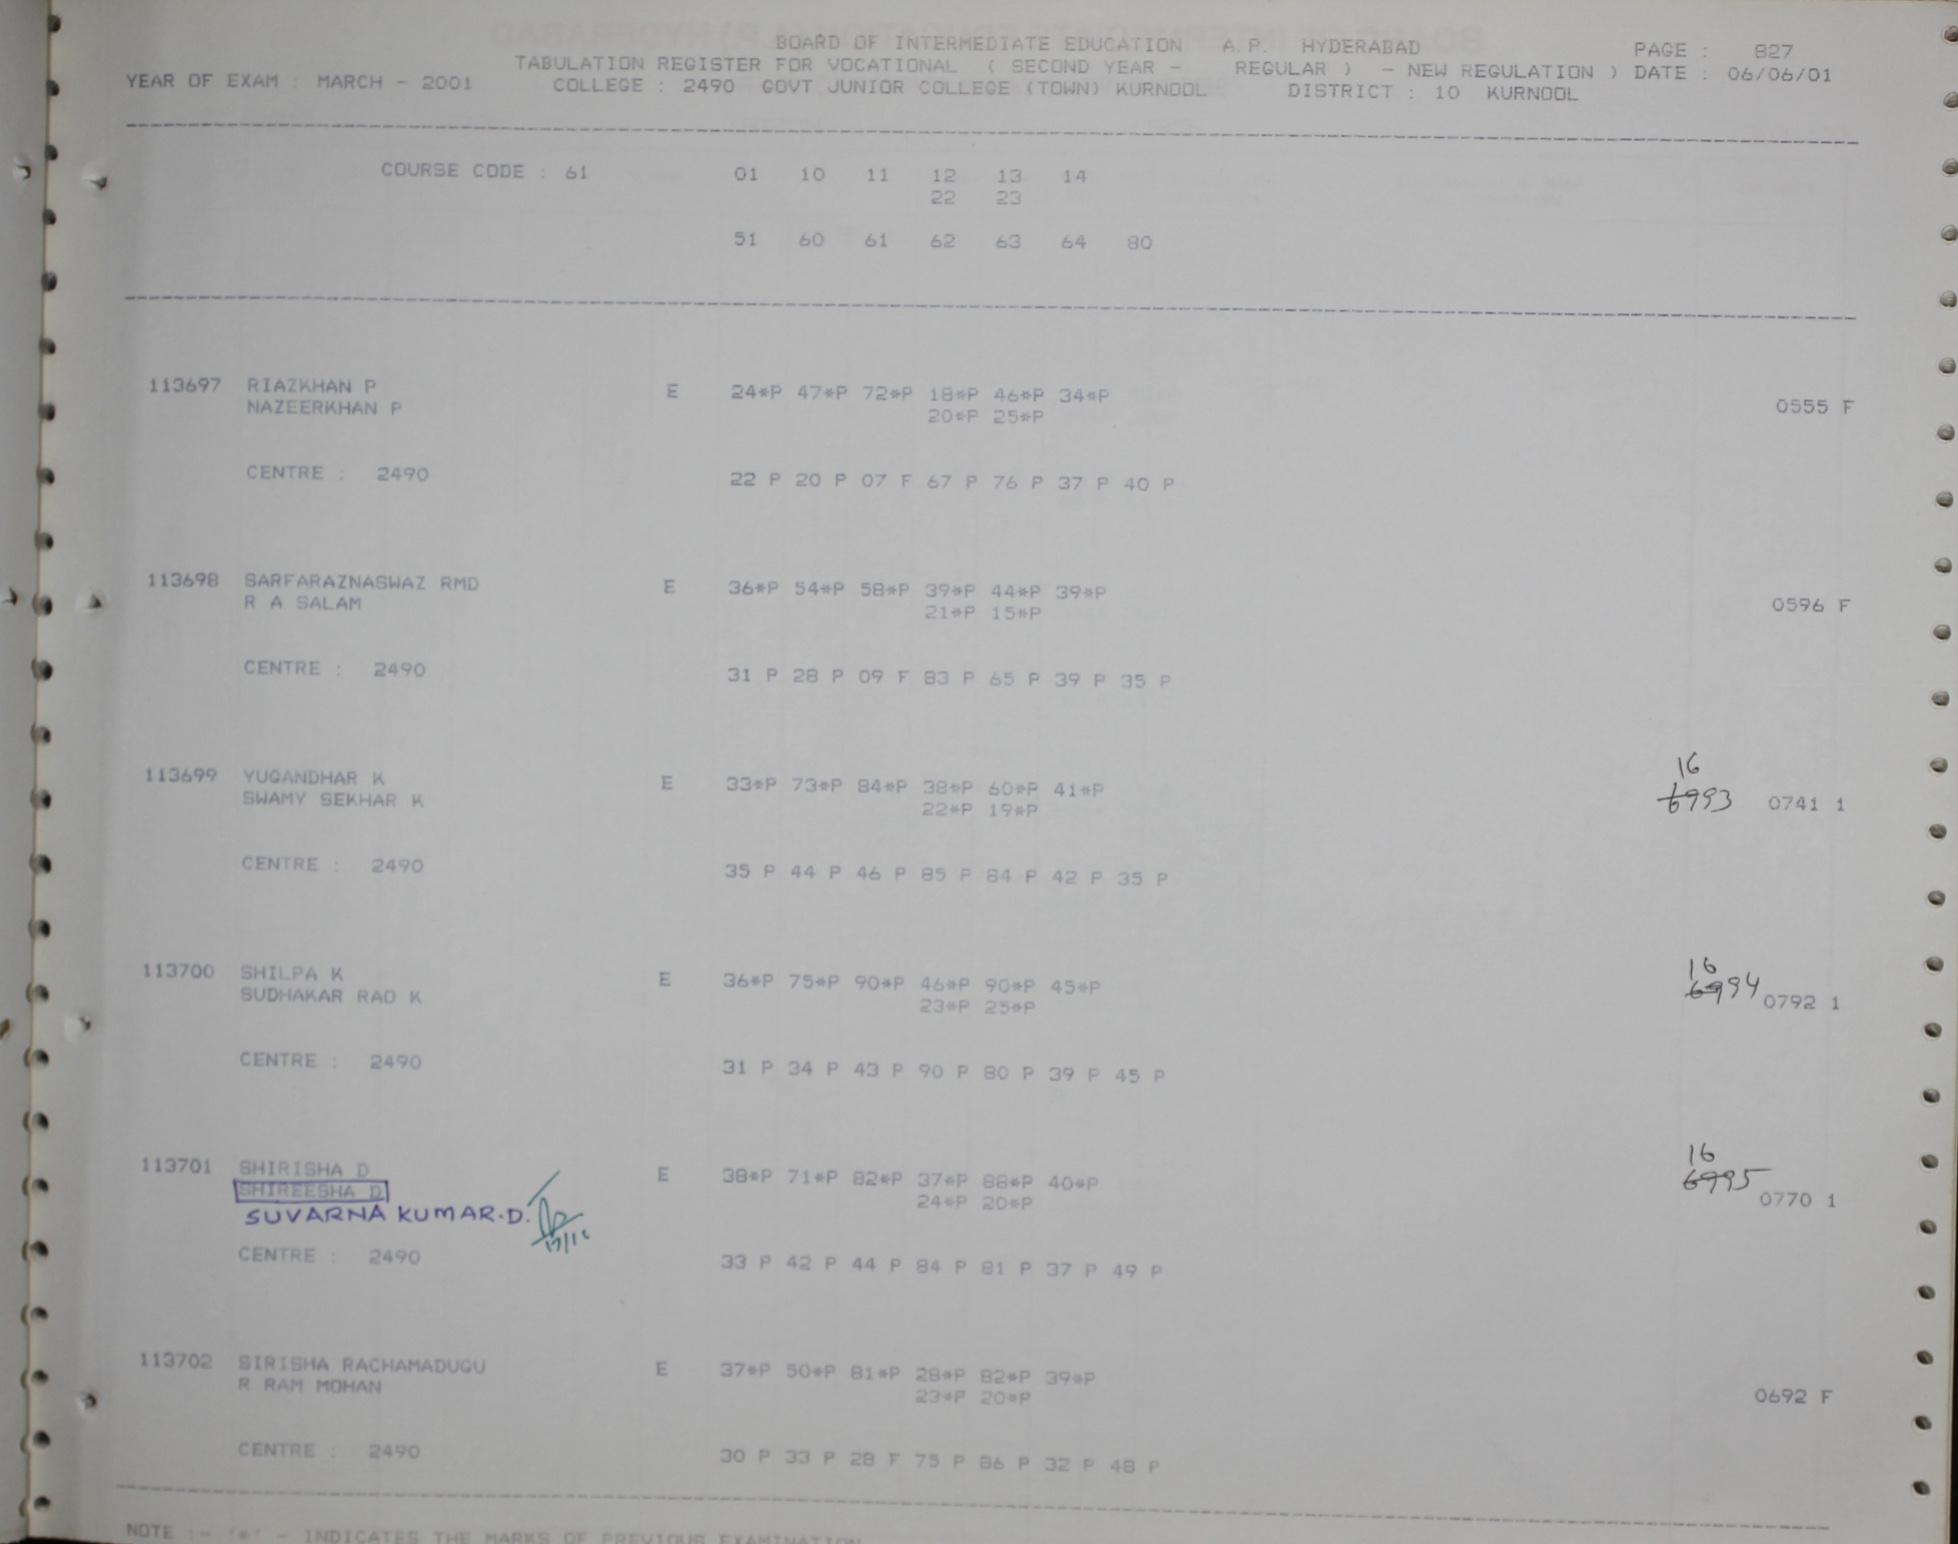 BOARD OF INTERMEDIATE EDUCATION A.P. HYDERABAD PAGE : 827
TABULATION REGISTER FOR VOCATIONAL ( SECOND YEAR - REGULAR ) - NEW REGULATION ) DATE : 06/06/01
YEAR OF EXAM : MARCH - 2001 COLLEGE : 2490 GOVT JUNIOR COLLEGE (TOWN) KURNOOL DISTRICT : 10 KURNOOL
COURSE CODE : 61 01 10 11 12 13 14
22 23
51 60 61 62 63 64 80
113697 RIAZKHAN P E 24*P 47*P 72*P 18*P 46*P 34*P
NAZEERKHAN P 20*P 25*P 0555 F
CENTRE : 2490 22 P 20 P 07 F 67 P 76 P 37 P 40 P
113698 SARFARAZNASWAZ RMD E 36*P 54*P 58*P 39*P 44*P 39*P
R A SALAM 21*P 15*P 0596 F
CENTRE : 2490 31 P 28 P 09 F 83 P 65 P 39 P 35 P
16
113699 YUGANDHAR K E 33*P 73*P 84*P 38*P 60*P 41*P
SWAMY SEKHAR K 22*P 19*P 6993 0741 1
CENTRE : 2490 35 P 44 P 46 P 85 P 84 P 42 P 35 P
16
113700 SHILPA K E 36*P 75*P 90*P 46*P 90*P 45*P
SUDHAKAR RAO K 23*P 25*P 6994 0792 1
CENTRE : 2490 31 P 34 P 43 P 90 P 80 P 39 P 45 P
16
113701 SHIRISHA D E 38*P 71*P 82*P 37*P 88*P 40*P 6995
SHIREESHA D 24*P 20*P 0770 1
SUVARNA KUMAR.D.
CENTRE : 2490 33 P 42 P 44 P 84 P 81 P 37 P 49 P
113702 SIRISHA RACHAMADUGU E 37*P 50*P 81*P 28*P 82*P 39*P
R RAM MOHAN 23*P 20*P 0692 F
CENTRE : 2490 30 P 33 P 28 F 75 P 86 P 32 P 48 P
NOTE :- '*' - INDICATES THE MARKS OF PREVIOUS EXAMINATION